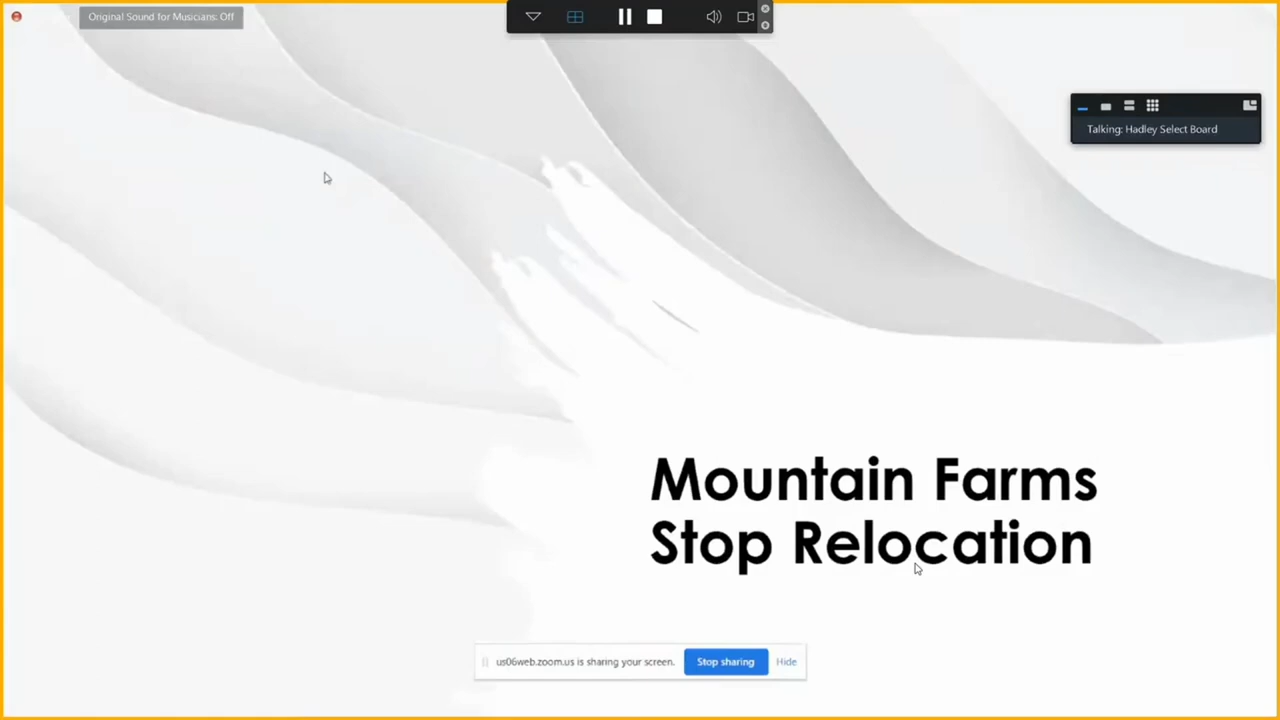 Original Sound for Musicians: Off
Talking: Hadley Select Board
Mountain Farms
Stop Relocation
us06web.zoom.us is sharing your screen.
Stop sharing
Hide